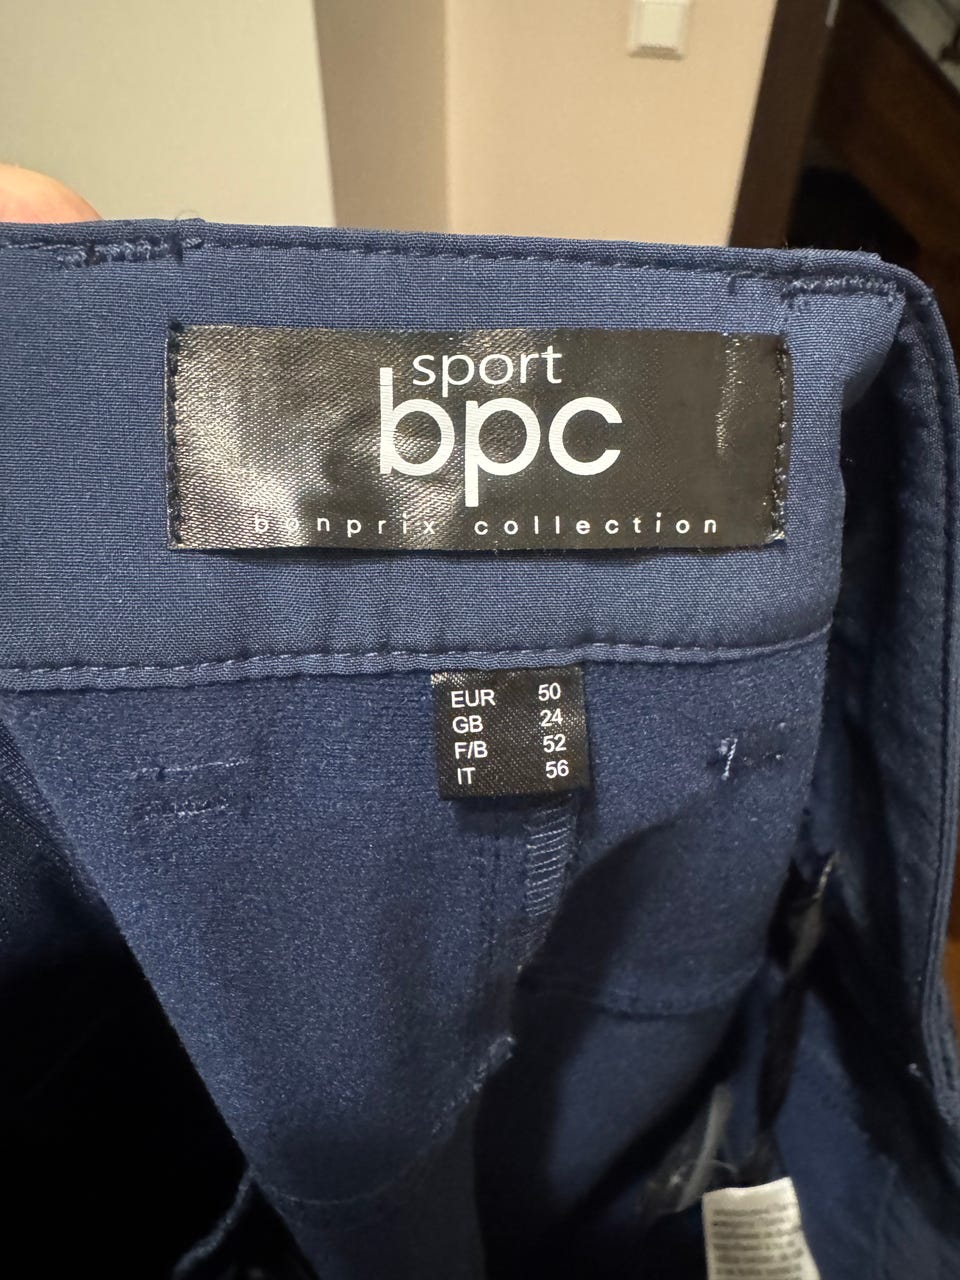 sport
bpc
bonprix collection
EUR 50
GB 24
F/B 52
IT 56